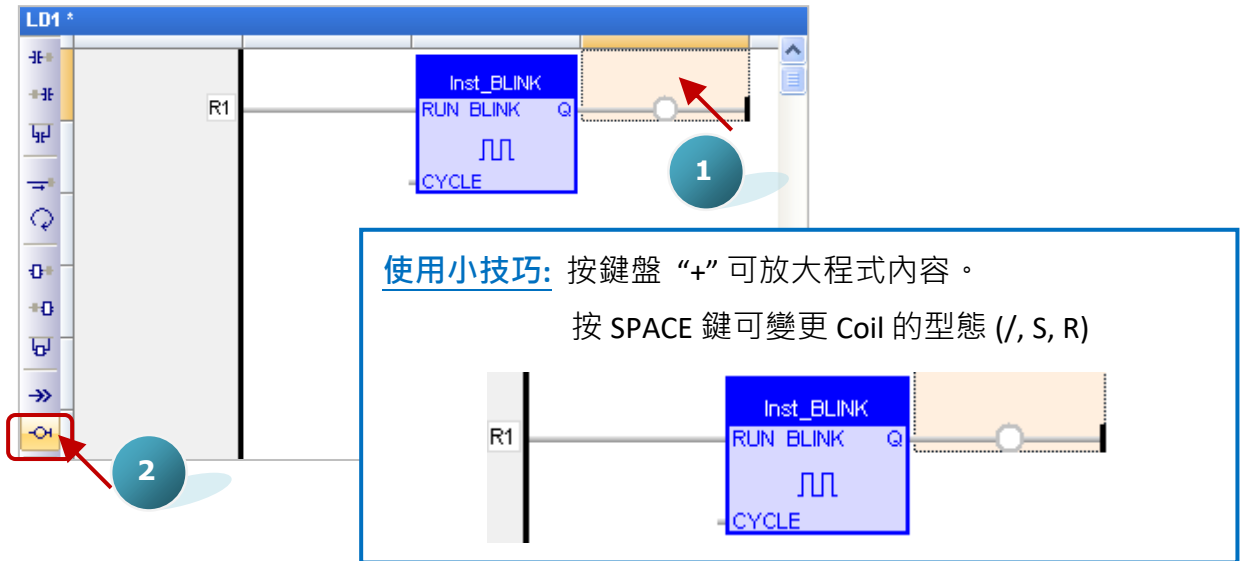 LD1 *
Inst_BLINK
R1
RUN BLINK Q
CYCLE
1
2
使用小技巧: 按鍵盤 “+” 可放大程式內容。
按 SPACE 鍵可變更 Coil 的型態 (/, S, R)
Inst_BLINK
R1
RUN BLINK Q
CYCLE